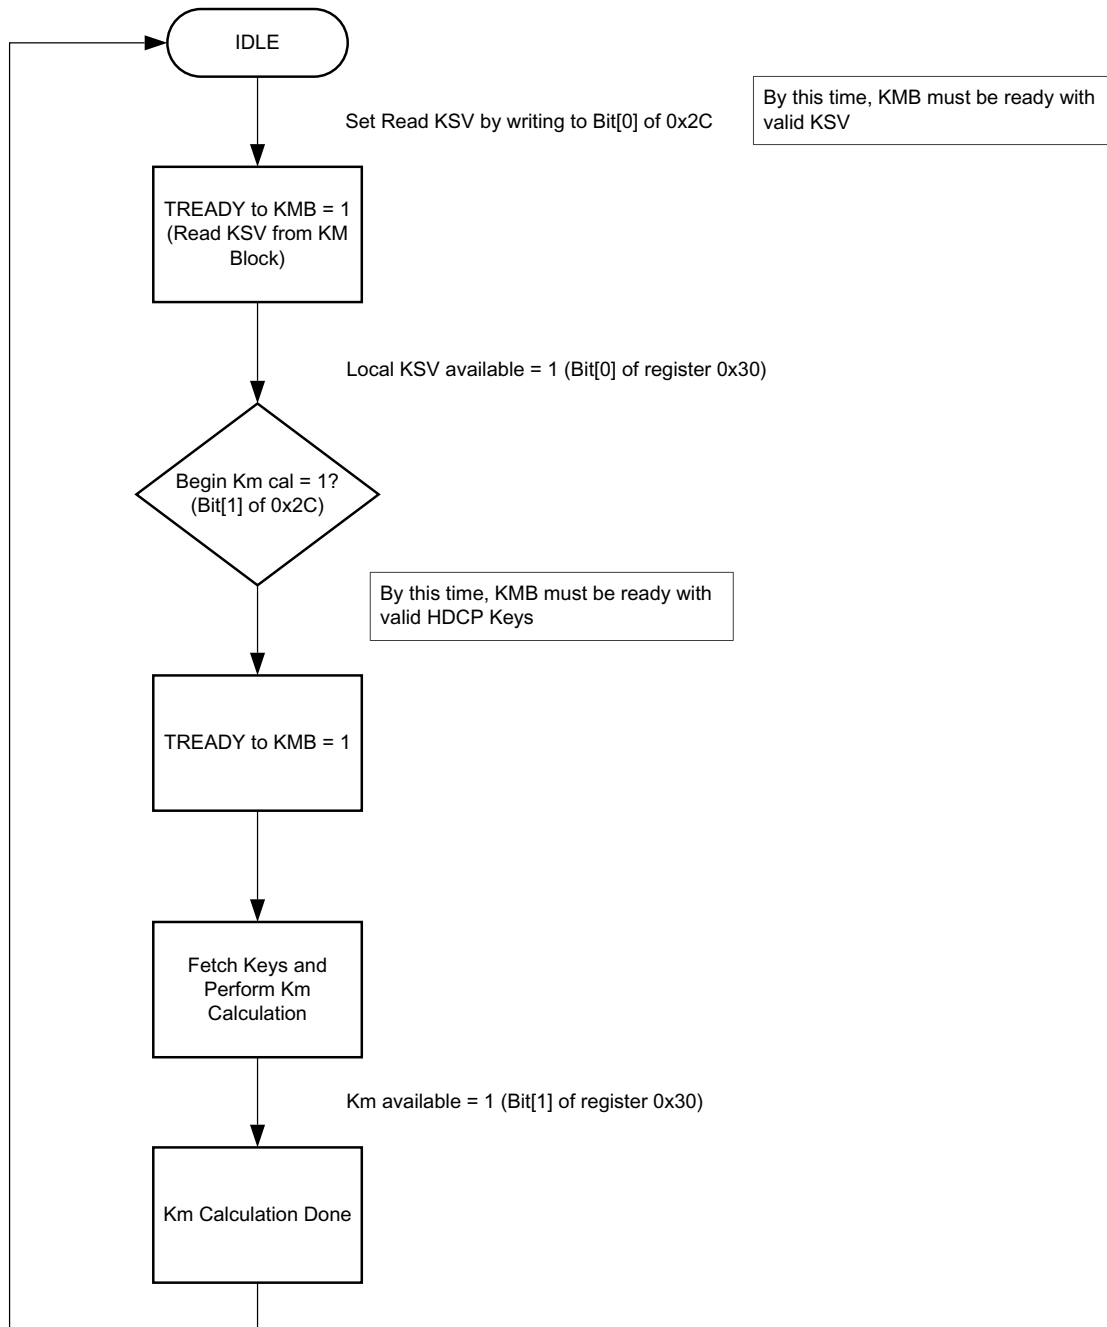 IDLE
Set Read KSV by writing to Bit[0] of 0x2C
By this time, KMB must be ready with
valid KSV
TREADY to KMB = 1
(Read KSV from KM
Block)
Local KSV available = 1 (Bit[0] of register 0x30)
Begin Km cal = 1?
(Bit[1] of 0x2C)
By this time, KMB must be ready with
valid HDCP Keys
TREADY to KMB = 1
Fetch Keys and
Perform Km
Calculation
Km available = 1 (Bit[1] of register 0x30)
Km Calculation Done